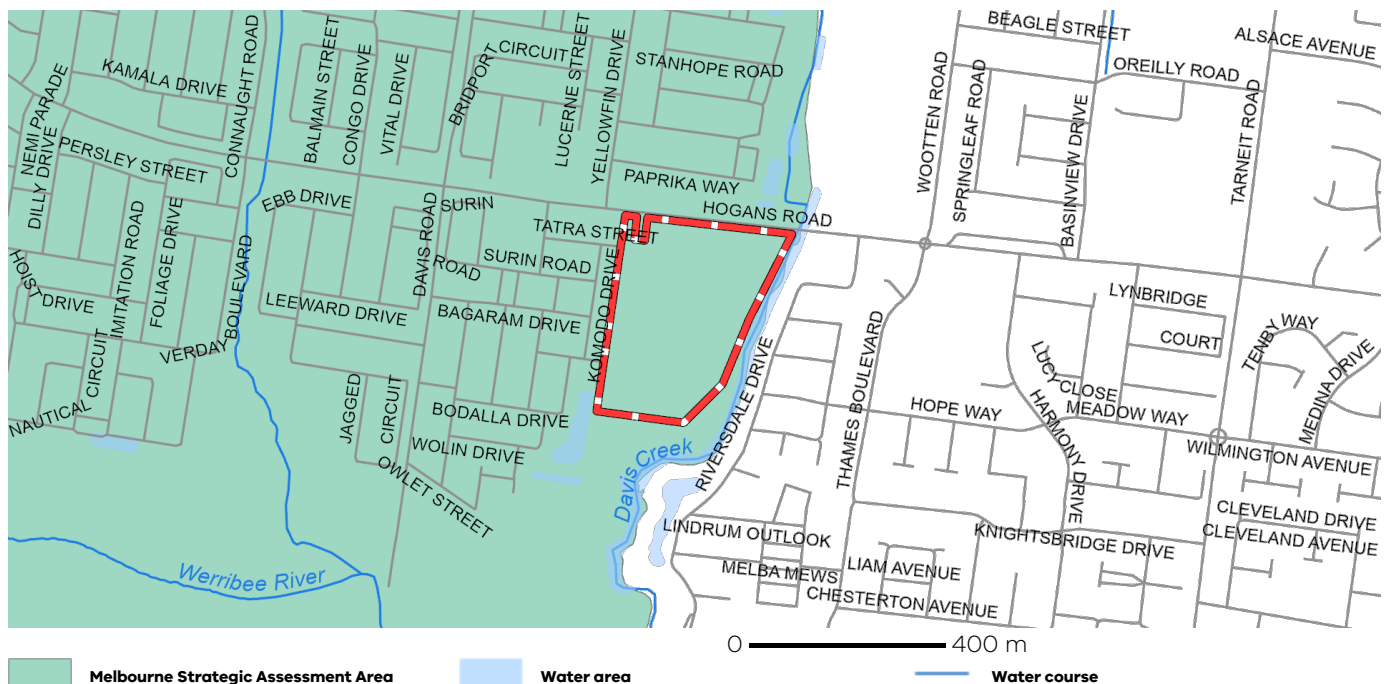 BEAGLE STREET
ALSACE AVENUE
OREILLY ROAD
KAMALA DRIVE
CONNAUGHT ROAD
BALMAIN STREET
CONGO DRIVE
VITAL DRIVE
BRIDPORT
CIRCUIT
LUCERNE STREET
YELLOWFIN DRIVE
STANHOPE ROAD
WOOTTEN ROAD
SPRINGLEAF ROAD
BASINVIEW DRIVE
TARNEIT ROAD
NEMI PARADE
DILLY DRIVE
PERSLEY STREET
PAPRIKA WAY
EBB DRIVE
SURIN
HOGANS ROAD
TATRA STREET
IMITATION ROAD
FOLIAGE DRIVE
BOULEVARD
DAVIS ROAD
ROAD
SURIN ROAD
KOMODO DRIVE
HOIST
DRIVE
LEEWARD DRIVE
BAGARAM DRIVE
LYNBRIDGE
COURT
TENBY WAY
MEDINA DRIVE
VERDAY
CIRCUIT
NAUTICAL
JAGGED
CIRCUIT
BODALLA DRIVE
WOLIN DRIVE
OWLET STREET
RIVERSDALE DRIVE
THAMES BOULEVARD
LUCY CLOSE
HARMONY DRIVE
HOPE WAY
MEADOW WAY
WILMINGTON AVENUE
Davis Creek
CLEVELAND DRIVE
CLEVELAND AVENUE
LINDRUM OUTLOOK
KNIGHTSBRIDGE DRIVE
MELBA MEWS
LIAM AVENUE
CHESTERTON AVENUE
Werribee River
0 400 m
Melbourne Strategic Assessment Area
Water area
Water course